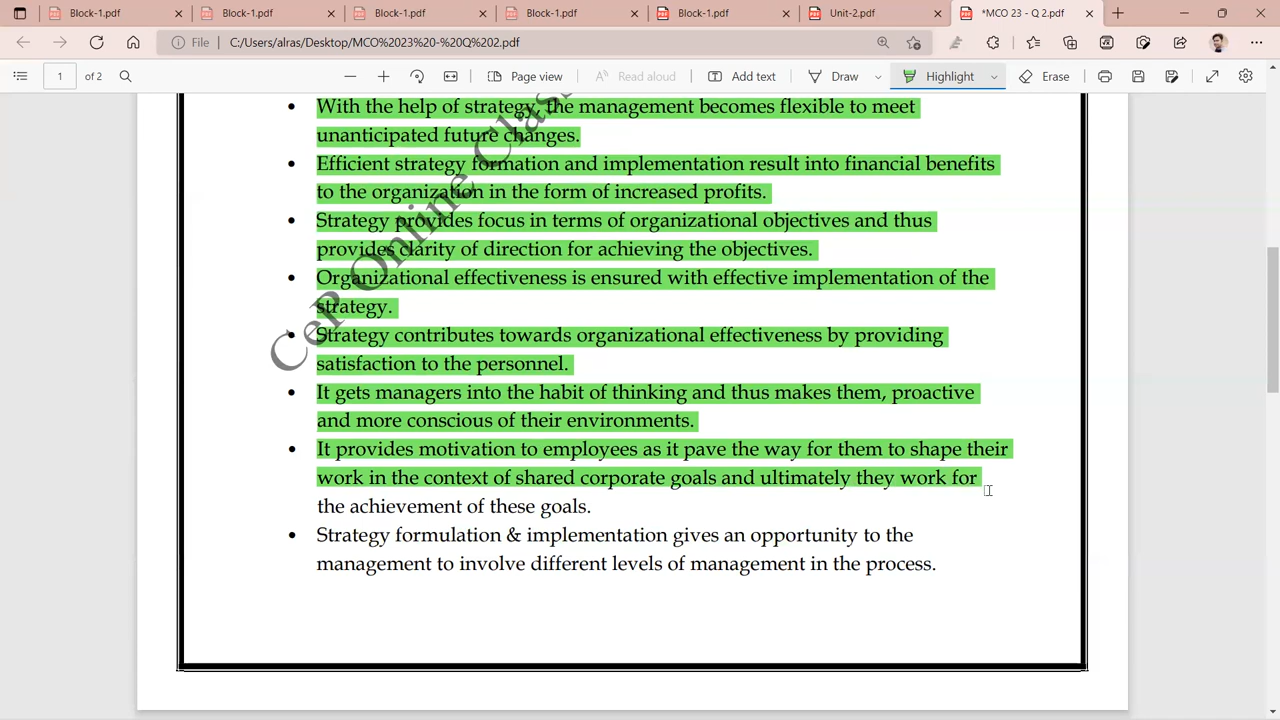 Block-1.pdf
Block-1.pdf
Block-1.pdf
Block-1.pdf
Block-1.pdf
Unit-2.pdf
*MCO 23 - Q 2.pdf
File C:/Users/alras/Desktop/MCO%2023%20-%20Q%202.pdf
1 of 2 Page view Read aloud Add text Draw Highlight Erase
• With the help of strategy, the management becomes flexible to meet
unanticipated future changes.
• Efficient strategy formation and implementation result into financial benefits
to the organization in the form of increased profits.
• Strategy provides focus in terms of organizational objectives and thus
provides clarity of direction for achieving the objectives.
• Organizational effectiveness is ensured with effective implementation of the
strategy.
• Strategy contributes towards organizational effectiveness by providing
satisfaction to the personnel.
• It gets managers into the habit of thinking and thus makes them, proactive
and more conscious of their environments.
• It provides motivation to employees as it pave the way for them to shape their
work in the context of shared corporate goals and ultimately they work for
the achievement of these goals.
• Strategy formulation & implementation gives an opportunity to the
management to involve different levels of management in the process.
CeP Online Clas